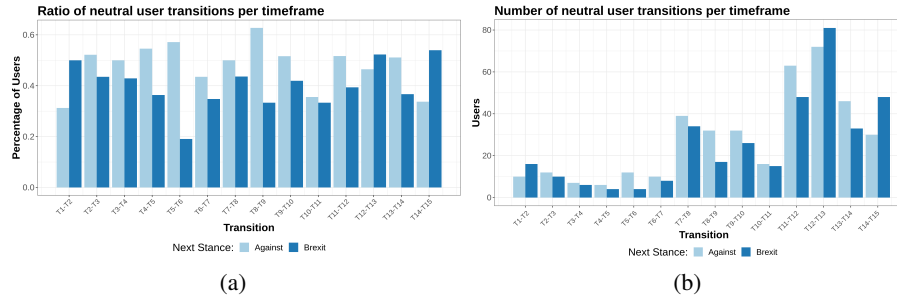 Ratio of neutral user transitions per timeframe
Percentage of Users
0.6
0.4
0.2
0.0
T1-T2
T2-T3
T3-T4
T4-T5
T5-T6
T6-T7
T7-T8
T8-T9
T9-T10
T10-T11
T11-T12
T12-T13
T13-T14
T14-T15
Transition
Next Stance: Against Brexit
(a)
Number of neutral user transitions per timeframe
Users
80
60
40
20
0
T1-T2
T2-T3
T3-T4
T4-T5
T5-T6
T6-T7
T7-T8
T8-T9
T9-T10
T10-T11
T11-T12
T12-T13
T13-T14
T14-T15
Transition
Next Stance: Against Brexit
(b)